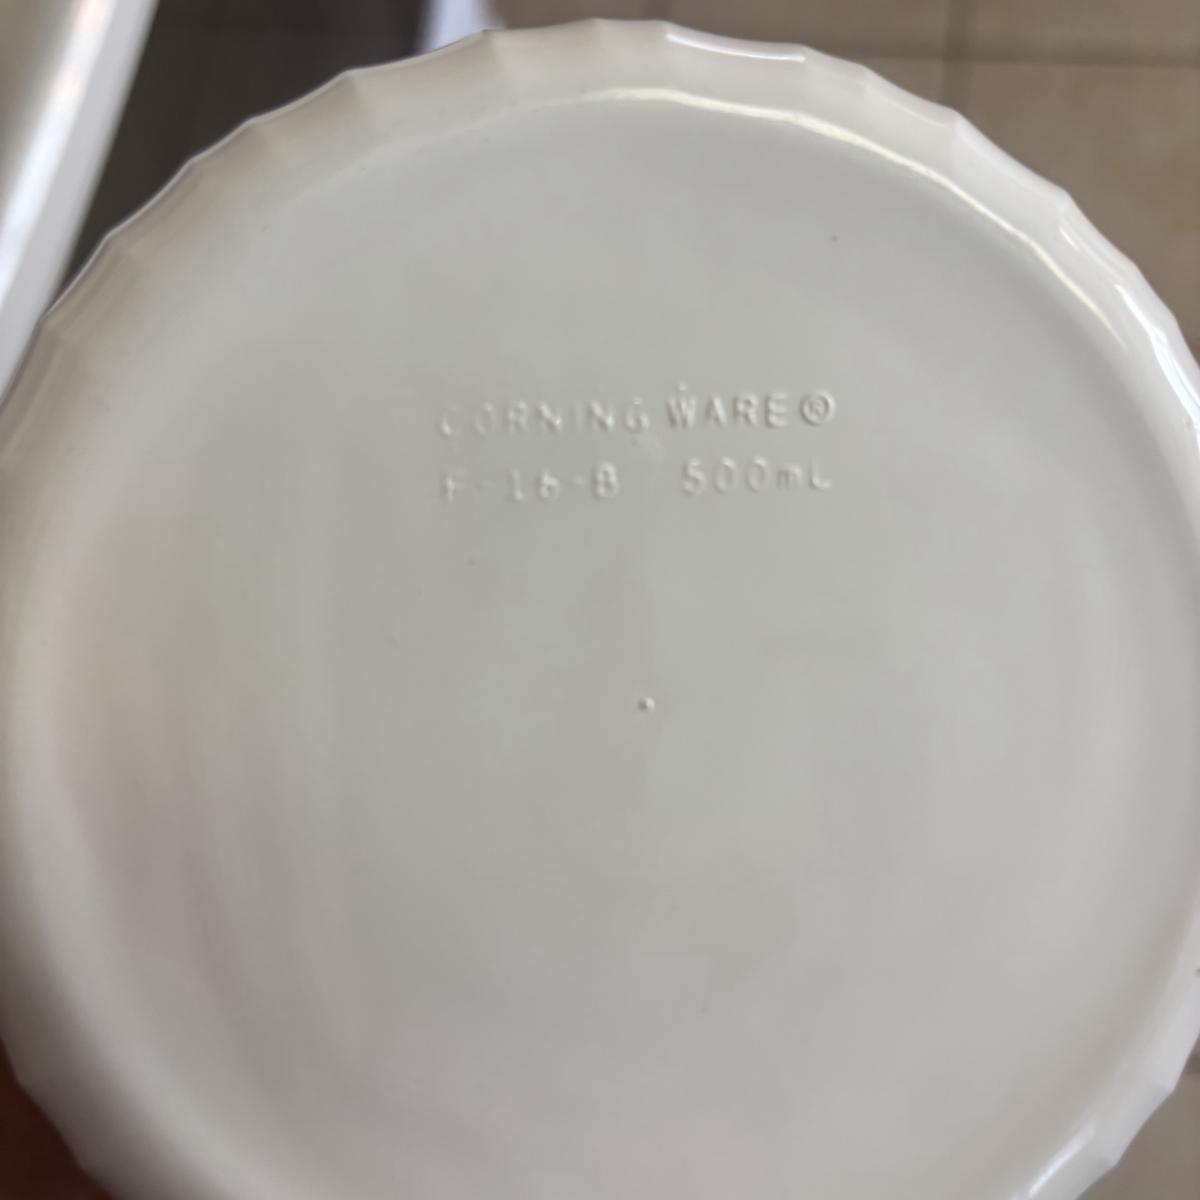 CORNING WARE®
F-16-B 500mL